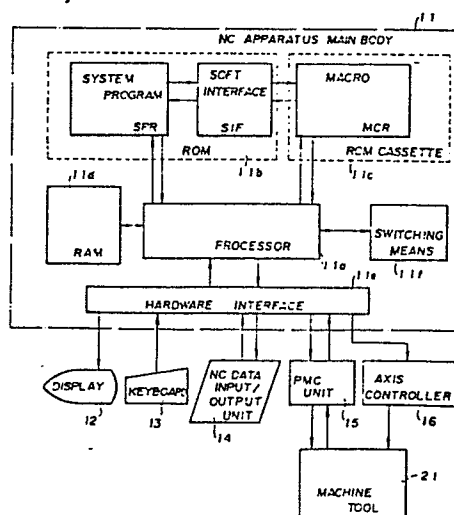 11
NC APPARATUS MAIN BODY
SYSTEM PROGRAM
SPR
SOFT INTERFACE
SIF
MACRO
MCR
ROM
11b
RCM CASSETTE
11c
11d
RAM
FROCESSOR
11a
SWITCHING MEANS
11f
11e
HARDWARE INTERFACE
DISPLAY
12
KEYBOARD
13
NC DATA INPUT/OUTPUT UNIT
14
PMC UNIT
15
AXIS CONTROLLER
16
MACHINE TOOL
21